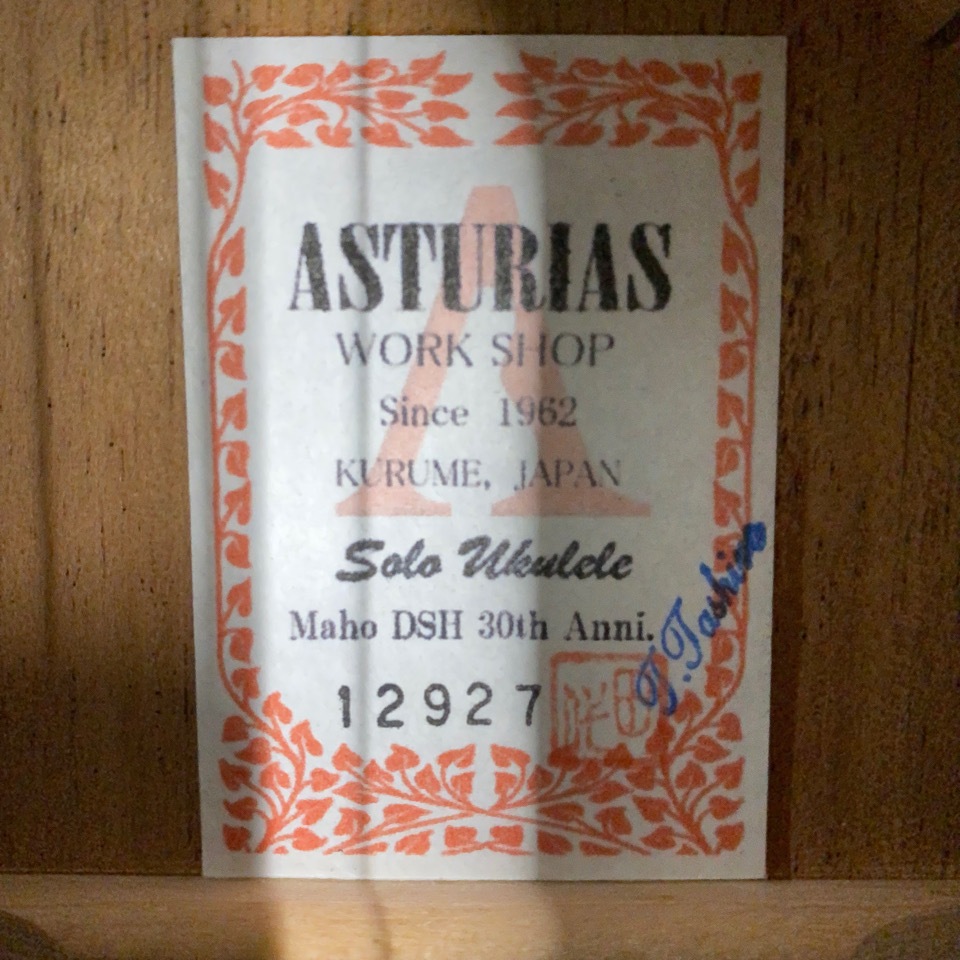 ASTURIAS
WORK SHOP
Since 1962
KURUME, JAPAN
Solo Ukulele
Maho DSH 30th Anni.
12927
T. Tashiro